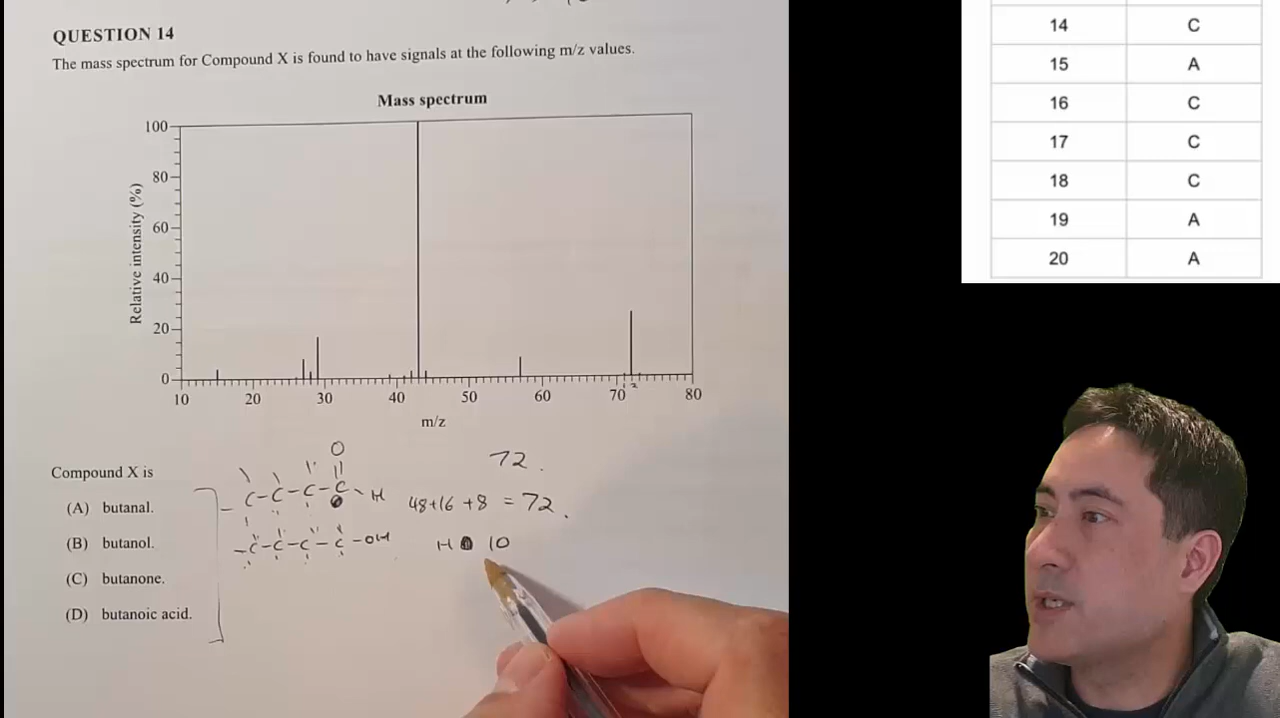 QUESTION 14
The mass spectrum for Compound X is found to have signals at the following m/z values.
Mass spectrum
100
80
60
40
20
0
Relative intensity (%)
10 20 30 40 50 60 70 80
m/z
Compound X is
(A) butanal.
(B) butanol.
(C) butanone.
(D) butanoic acid.
O
C-C-C-C H
C-C-C-C-OH
72.
48+16+8 = 72.
H 10
14 C
15 A
16 C
17 C
18 C
19 A
20 A